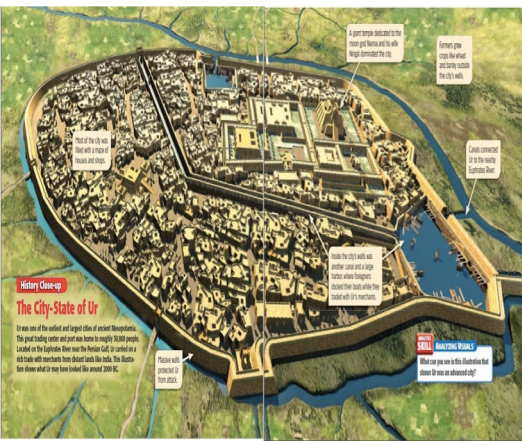 A giant temple dedicated to the
moon god Nanna and his wife
Ningal dominated the city.
Farmers grew
crops like wheat
and barley outside
the city's walls.
Most of the city was
filled with a maze of
houses and shops.
Canals connected
Ur to the nearby
Euphrates River.
Inside the city's walls was
another canal and a large
harbor, where foreigners
docked their boats while they
traded with Ur's merchants.
History Close-up
The City-State of Ur
Ur was one of the earliest and largest cities of ancient Mesopotamia.
This great trading center and port was home to roughly 30,000 people.
Located on the Euphrates River near the Persian Gulf, Ur carried on a
rich trade with merchants from distant lands like India. This illustra-
tion shows what Ur may have looked like around 2000 BC.
Massive walls
protected Ur
from attack.
ANALYSIS
SKILL ANALYZING VISUALS
What can you see in this illustration that
shows Ur was an advanced city?